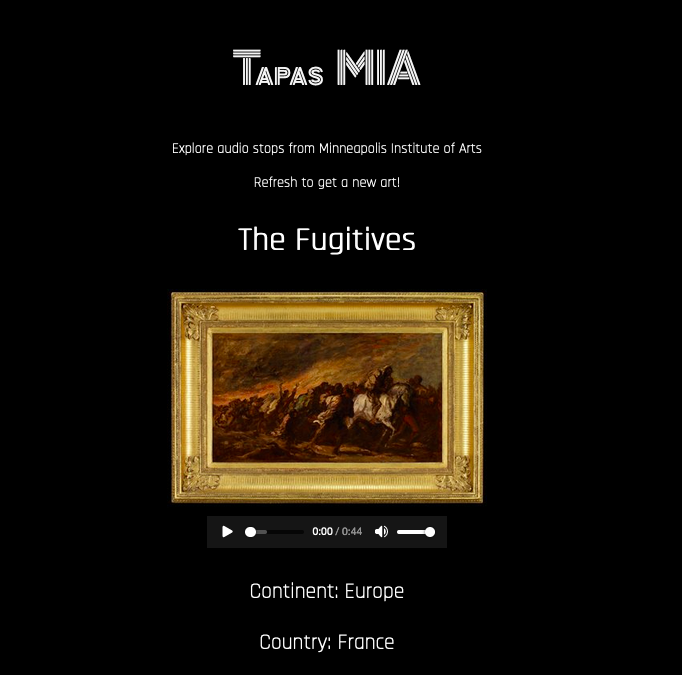 Tapas MIA
Explore audio stops from Minneapolis Institute of Arts
Refresh to get a new art!
The Fugitives
0:00 / 0:44
Continent: Europe
Country: France